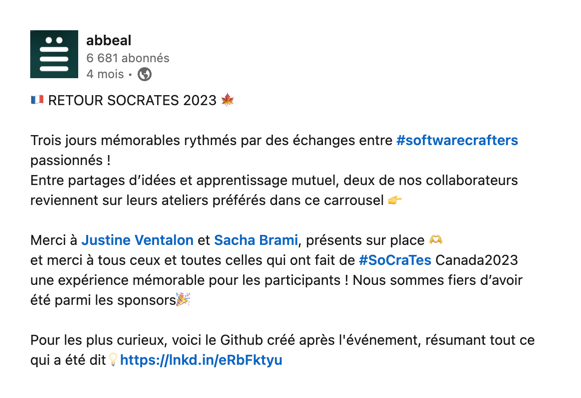 abbeal
6 681 abonnés
4 mois •
🇫🇷 RETOUR SOCRATES 2023 🍁
Trois jours mémorables rythmés par des échanges entre #softwarecrafters
passionnés !
Entre partages d’idées et apprentissage mutuel, deux de nos collaborateurs
reviennent sur leurs ateliers préférés dans ce carrousel 👉
Merci à Justine Ventalon et Sacha Brami, présents sur place 🫶
et merci à tous ceux et toutes celles qui ont fait de #SoCraTes Canada2023
une expérience mémorable pour les participants ! Nous sommes fiers d’avoir
été parmi les sponsors🎉
Pour les plus curieux, voici le Github créé après l'événement, résumant tout ce
qui a été dit💡https://lnkd.in/eRbFktyu